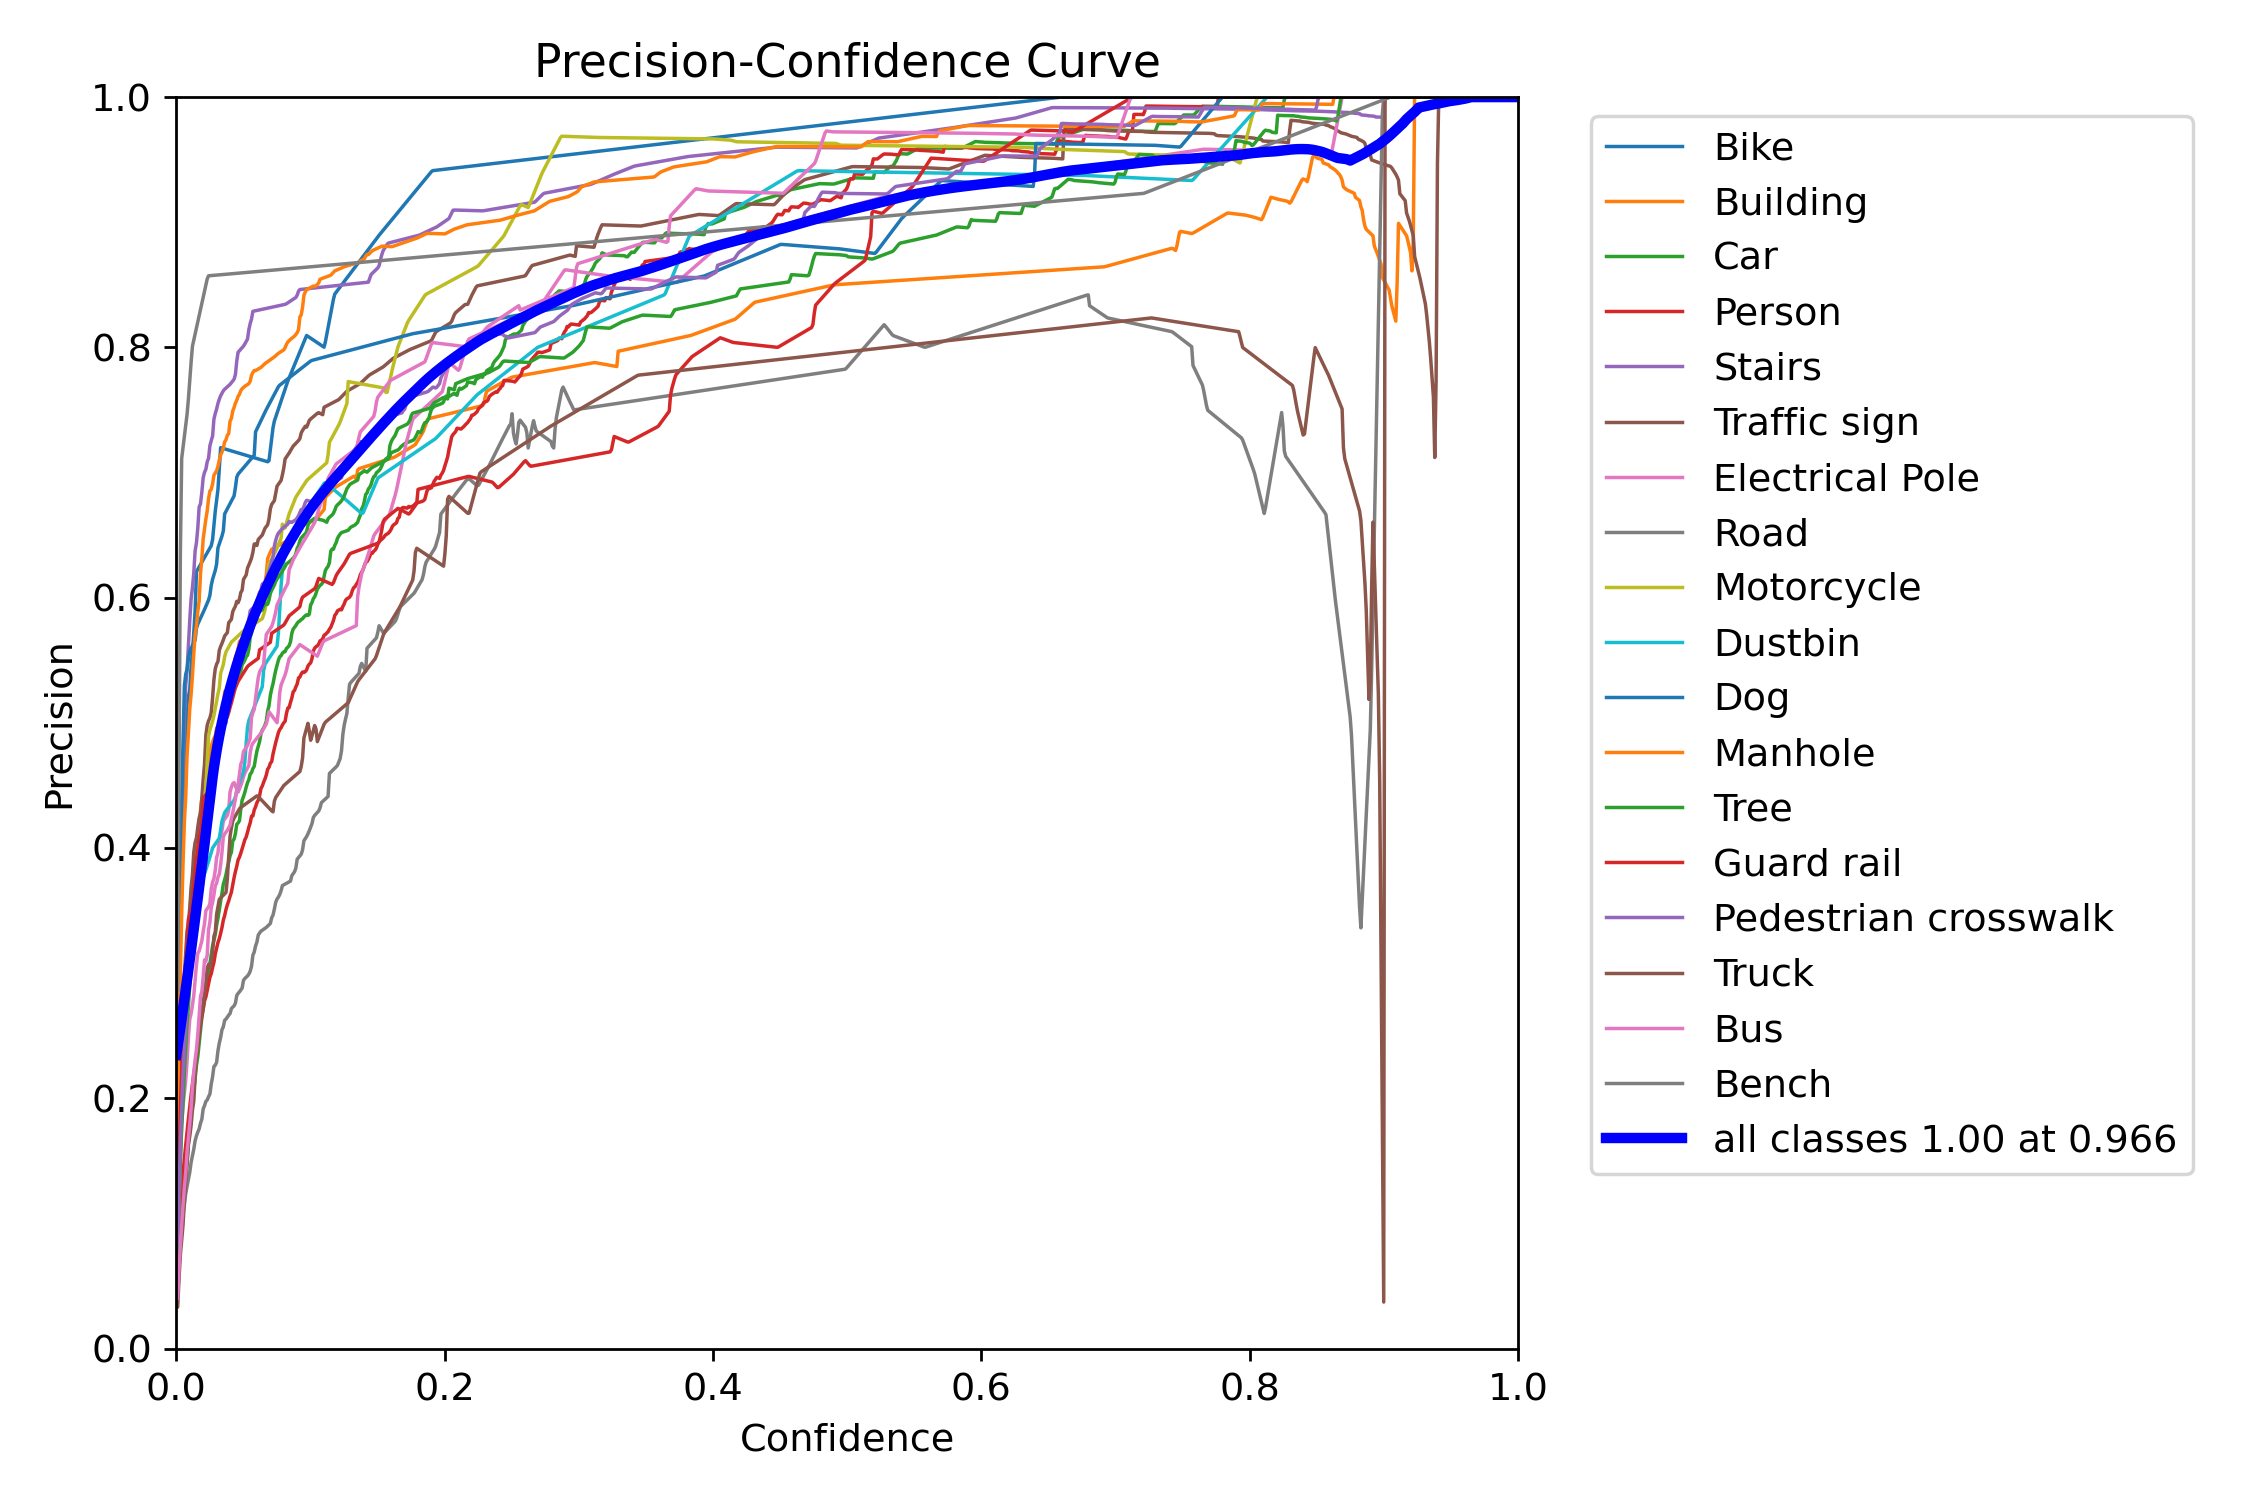 Precision-Confidence Curve
1.0
0.8
0.6
0.4
0.2
0.0
Precision
0.0 0.2 0.4 0.6 0.8 1.0
Confidence
Bike
Building
Car
Person
Stairs
Traffic sign
Electrical Pole
Road
Motorcycle
Dustbin
Dog
Manhole
Tree
Guard rail
Pedestrian crosswalk
Truck
Bus
Bench
all classes 1.00 at 0.966